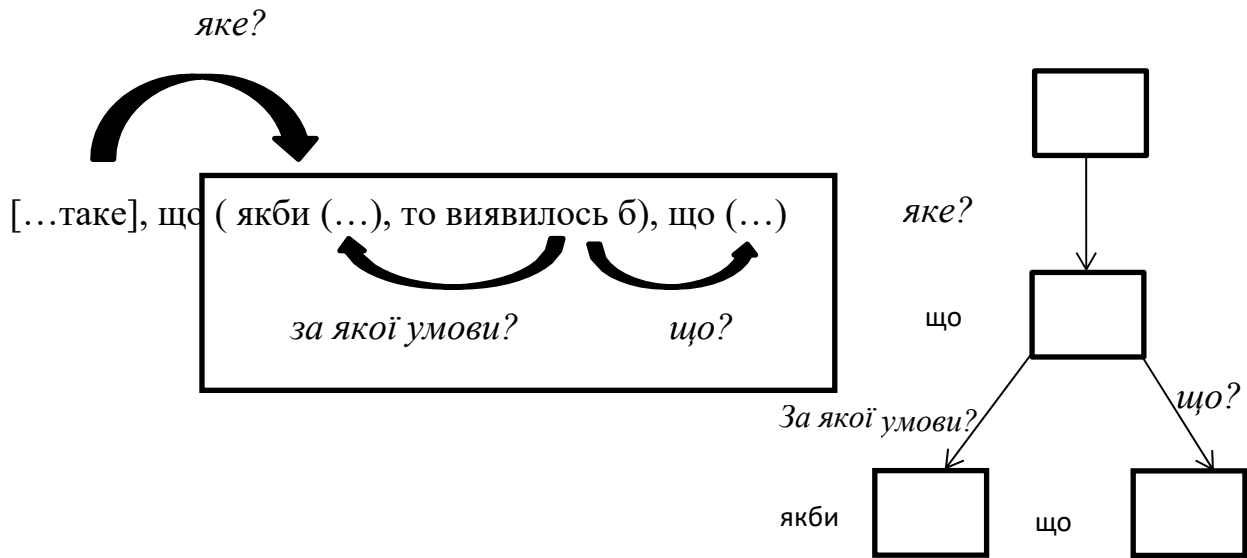 яке?
[…таке], що ( якби (…), то виявилось б), що (…)
за якої умови? що?
яке?
що
За якої умови? що?
якби що